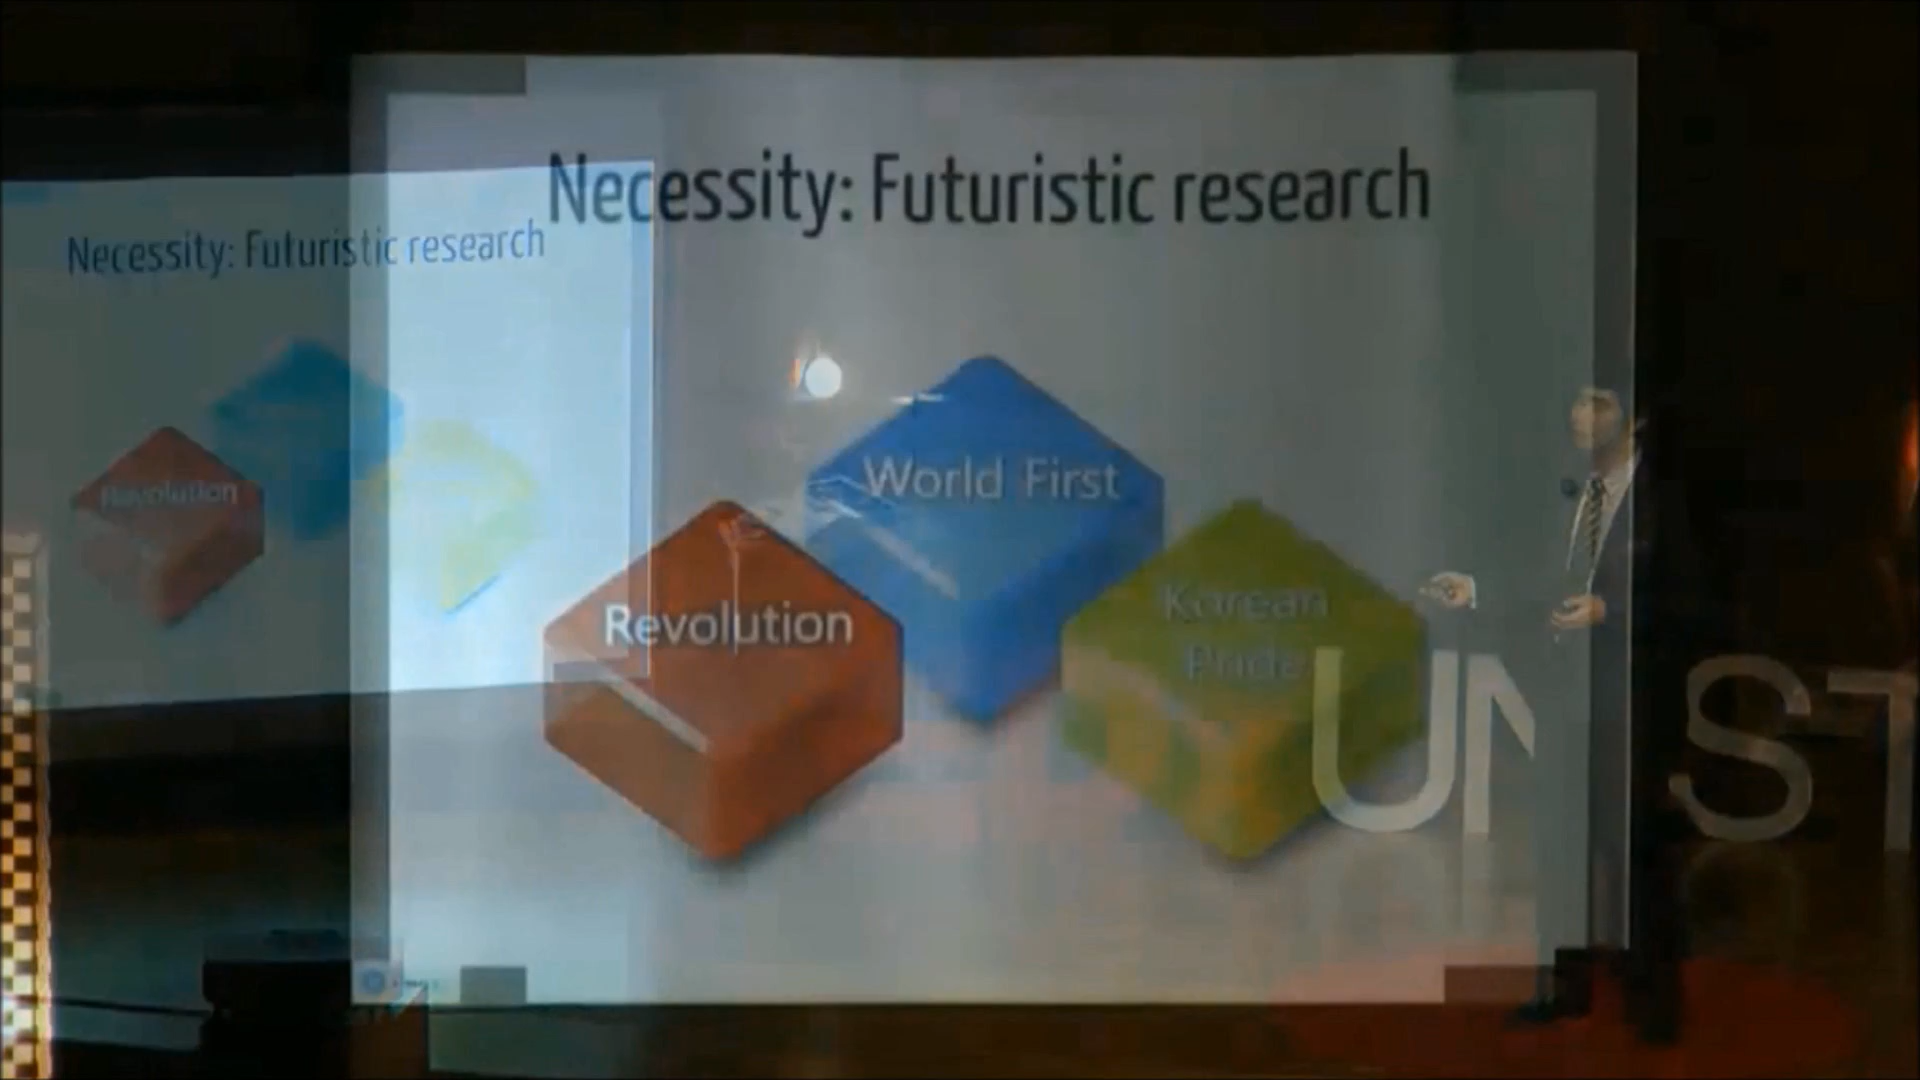 Necessity: Futuristic research
Necessity: Futuristic research
World First
Revolution
Revolution
Korean
Pride
UN
ST